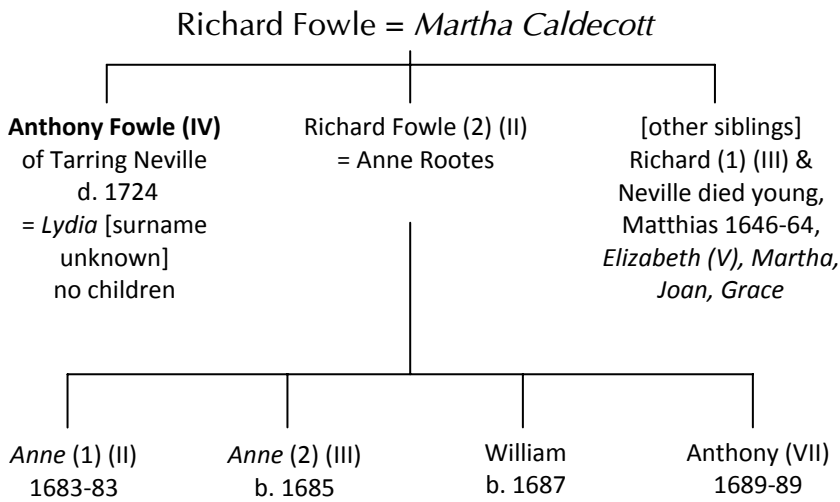 Richard Fowle = Martha Caldecott
Anthony Fowle (IV)
of Tarring Neville
d. 1724
= Lydia [surname
unknown]
no children
Richard Fowle (2) (II)
= Anne Rootes
[other siblings]
Richard (1) (III) &
Neville died young,
Matthias 1646-64,
Elizabeth (V), Martha,
Joan, Grace
Anne (1) (II)
1683-83
Anne (2) (III)
b. 1685
William
b. 1687
Anthony (VII)
1689-89